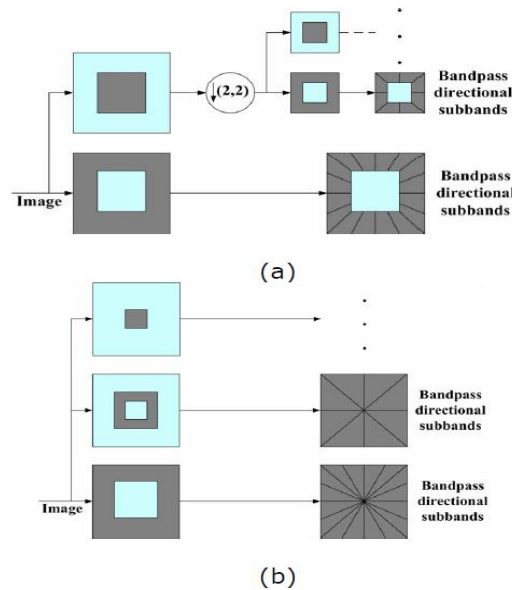 (2,2)
Bandpass
directional
subbands
Image
Bandpass
directional
subbands
(a)
Bandpass
directional
subbands
Image
Bandpass
directional
subbands
(b)